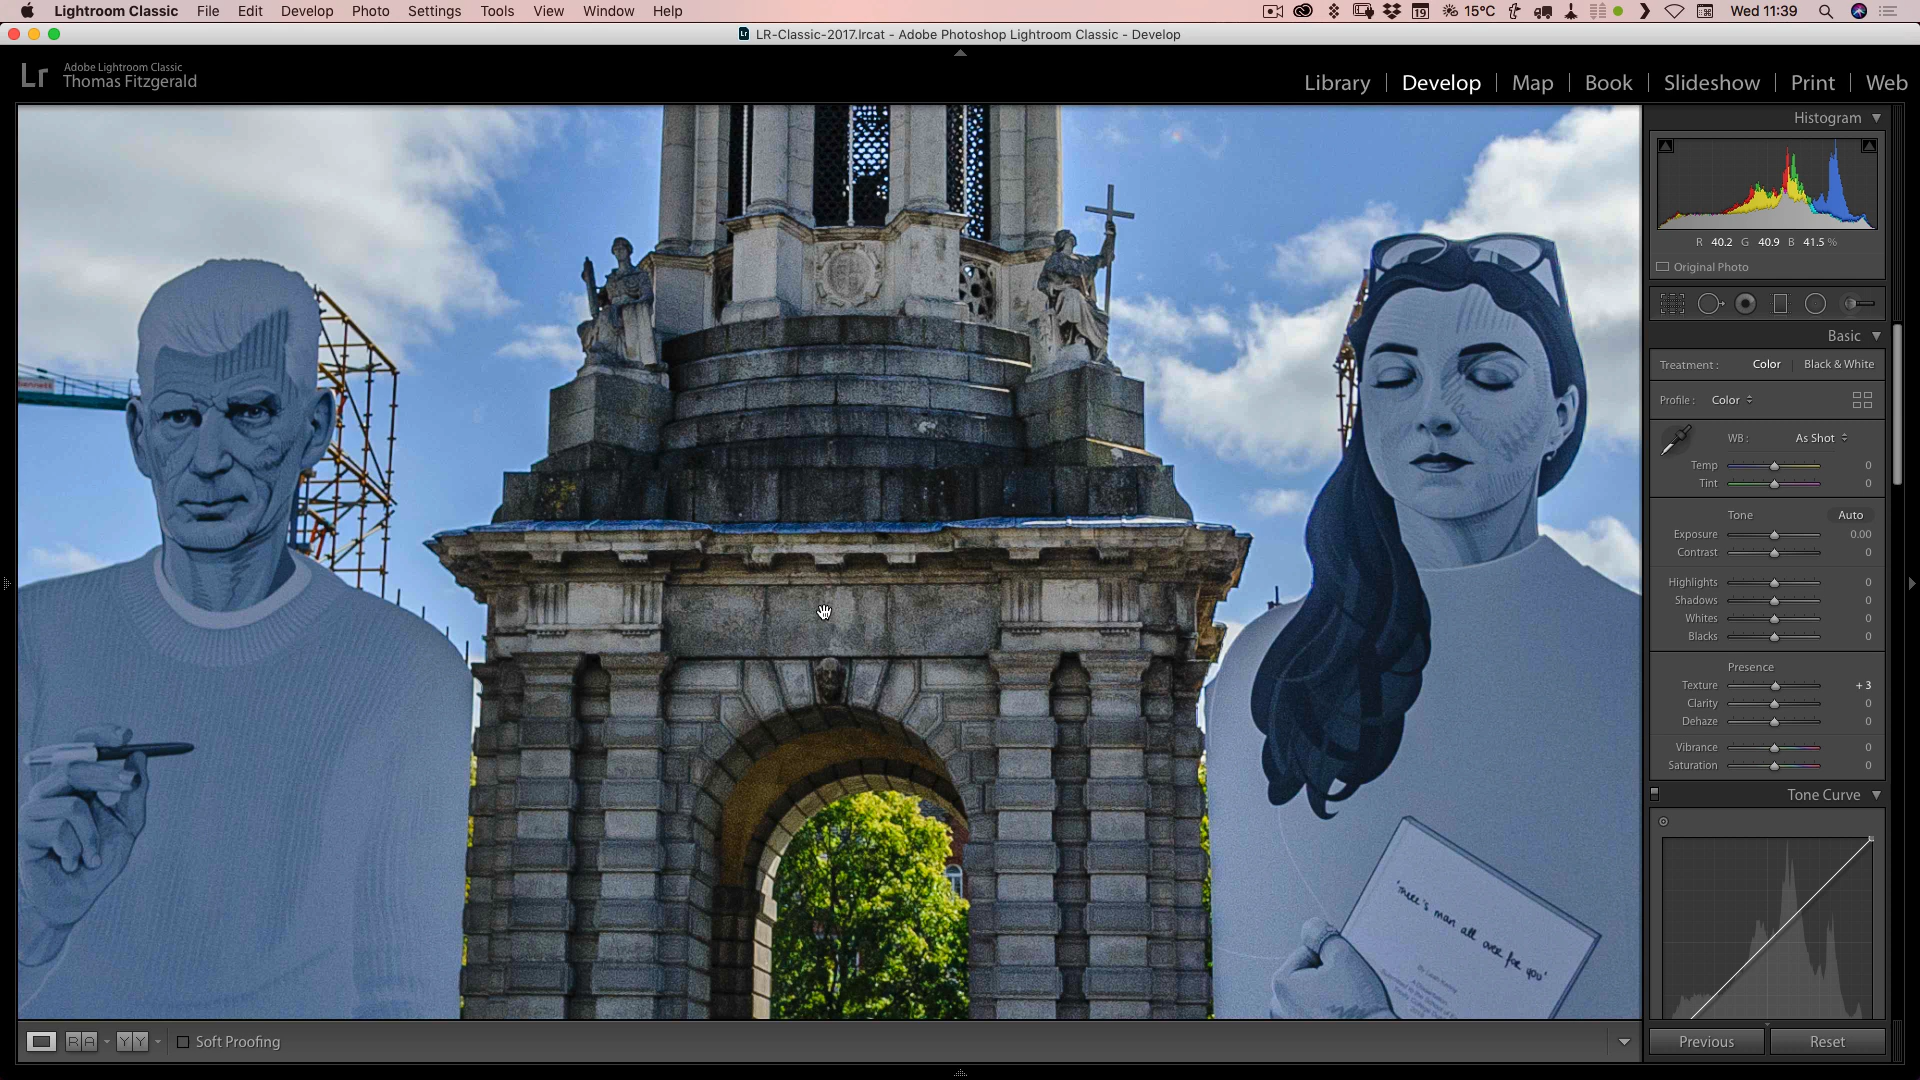 Lightroom Classic File Edit Develop Photo Settings Tools View Window Help 19 15°C Wed 11:39
Lr LR-Classic-2017.lrcat - Adobe Photoshop Lightroom Classic - Develop
Lr
Adobe Lightroom Classic
Thomas Fitzgerald
Library | Develop | Map | Book | Slideshow | Print | Web
Histogram
R 40.2 G 40.9 B 41.5 %
Original Photo
Basic
Treatment : Color Black & White
Profile : Color
WB : As Shot
Temp 0
Tint 0
Tone Auto
Exposure 0.00
Contrast 0
Highlights 0
Shadows 0
Whites 0
Blacks 0
Presence
Texture + 3
Clarity 0
Dehaze 0
Vibrance 0
Saturation 0
Tone Curve
man all over for you'
R A Y Y Soft Proofing
Previous Reset